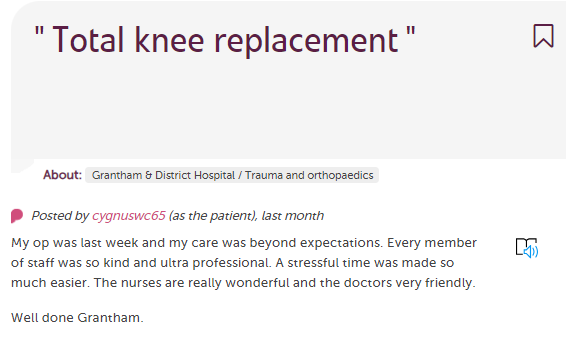 " Total knee replacement "
About: Grantham & District Hospital / Trauma and orthopaedics
Posted by cygnuswc65 (as the patient), last month
My op was last week and my care was beyond expectations. Every member
of staff was so kind and ultra professional. A stressful time was made so
much easier. The nurses are really wonderful and the doctors very friendly.
Well done Grantham.